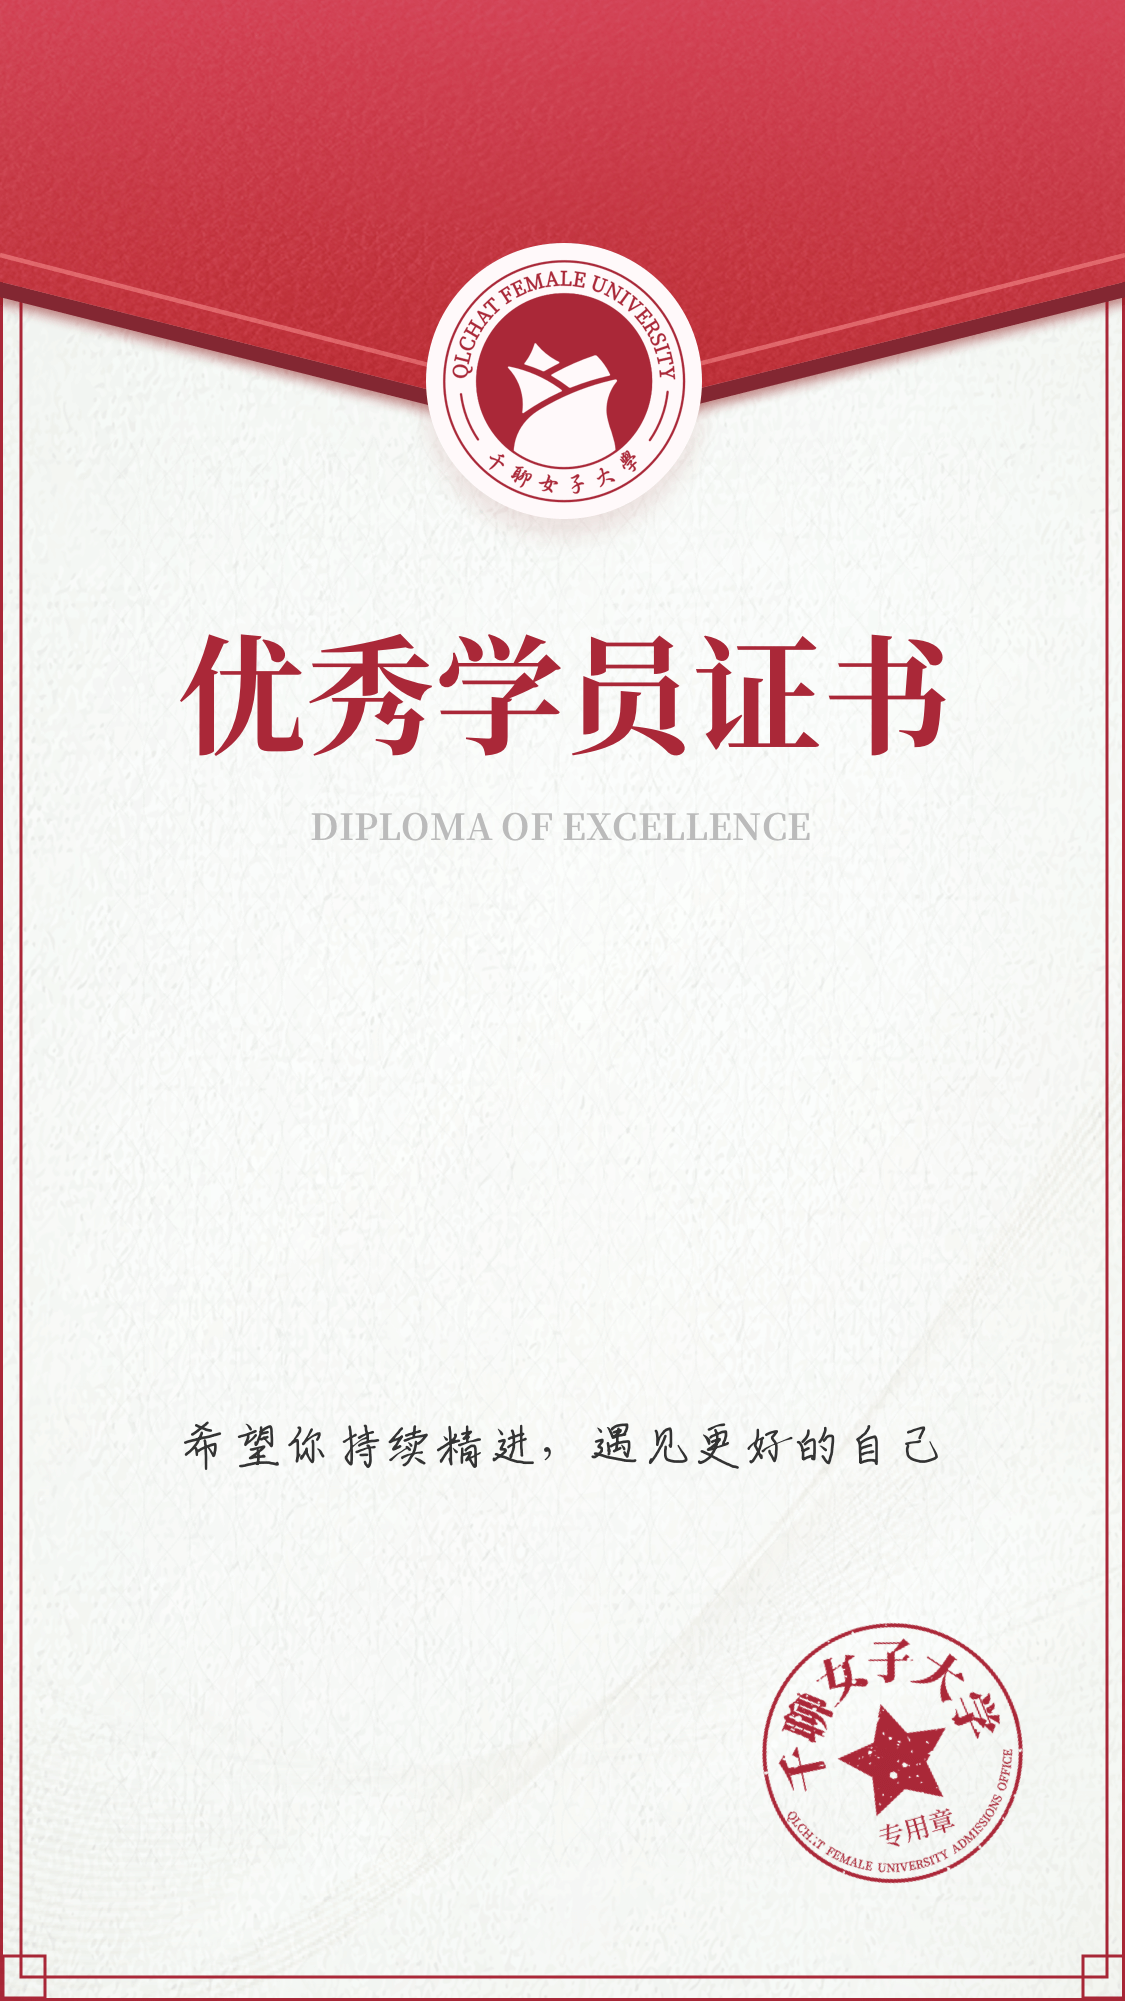 QLCHAT FEMALE UNIVERSITY
千聊女子大學
优秀学员证书
DIPLOMA OF EXCELLENCE
希望你持续精进，遇见更好的自己
千聊女子大学
专用章
QLCHAT FEMALE UNIVERSITY ADMISSIONS OFFICE